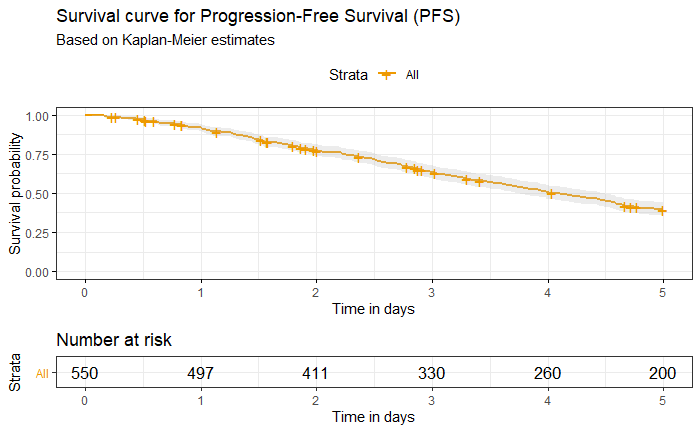 Survival curve for Progression-Free Survival (PFS)
Based on Kaplan-Meier estimates
Strata All
Survival probability
1.00
0.75
0.50
0.25
0.00
0 1 2 3 4 5
Time in days
Number at risk
Strata
All 550 497 411 330 260 200
0 1 2 3 4 5
Time in days